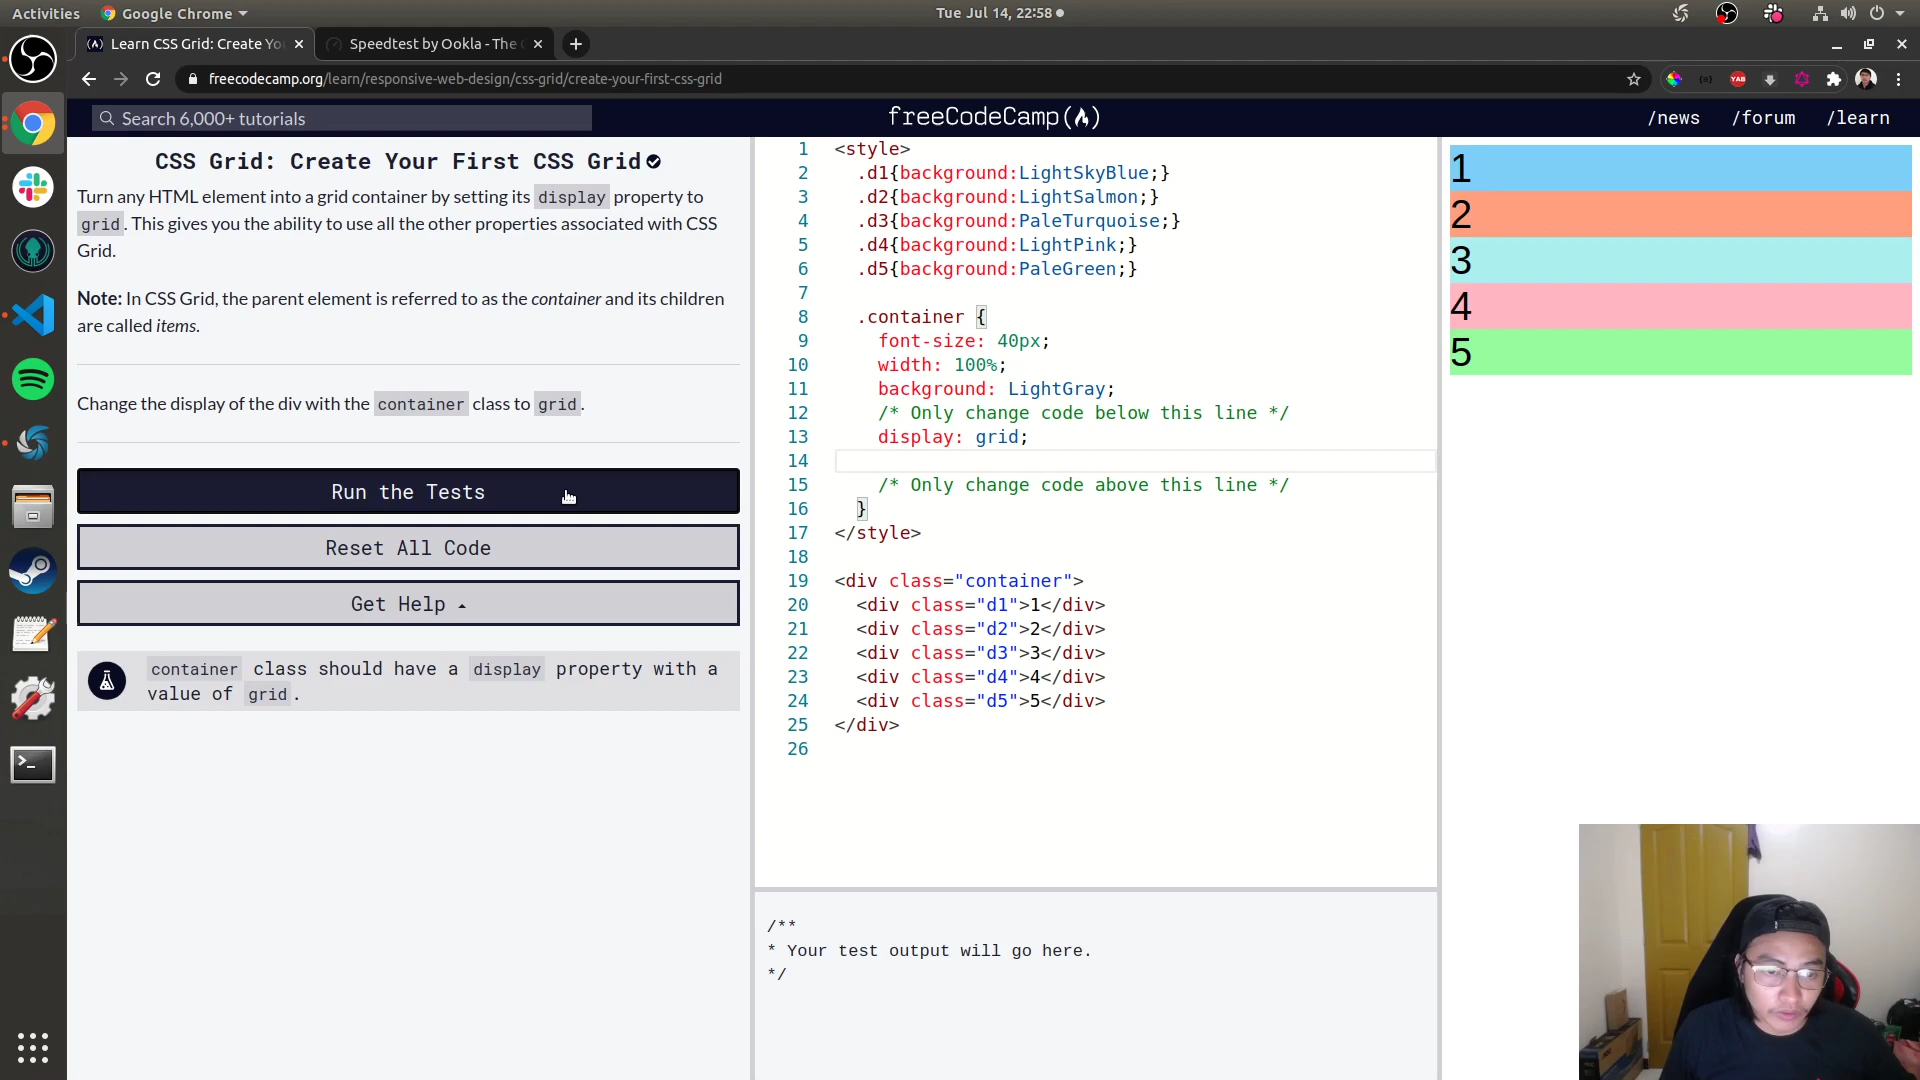 Activities
Google Chrome
Tue Jul 14, 22:58
Learn CSS Grid: Create Yo
Speedtest by Ookla - The
freecodecamp.org/learn/responsive-web-design/css-grid/create-your-first-css-grid
YAB
Search 6,000+ tutorials
freeCodeCamp
/news
/forum
/learn
CSS Grid: Create Your First CSS Grid
Turn any HTML element into a grid container by setting its display property to
grid. This gives you the ability to use all the other properties associated with CSS
Grid.
Note: In CSS Grid, the parent element is referred to as the container and its children
are called items.
Change the display of the div with the container class to grid.
Run the Tests
Reset All Code
Get Help
container class should have a display property with a
value of grid.
1 <style>
2 .d1{background:LightSkyBlue;}
3 .d2{background:LightSalmon;}
4 .d3{background:PaleTurquoise;}
5 .d4{background:LightPink;}
6 .d5{background:PaleGreen;}
7
8 .container {
9 font-size: 40px;
10 width: 100%;
11 background: LightGray;
12 /* Only change code below this line */
13 display: grid;
14
15 /* Only change code above this line */
16 }
17 </style>
18
19 <div class="container">
20 <div class="d1">1</div>
21 <div class="d2">2</div>
22 <div class="d3">3</div>
23 <div class="d4">4</div>
24 <div class="d5">5</div>
25 </div>
26
/**
* Your test output will go here.
*/
1
2
3
4
5